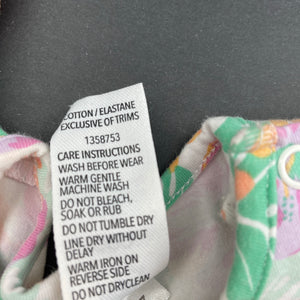 COTTON / ELASTANE
EXCLUSIVE OF TRIMS
1358753
CARE INSTRUCTIONS
WASH BEFORE WEAR
WARM GENTLE
MACHINE WASH
DO NOT BLEACH,
SOAK OR RUB
DO NOT TUMBLE DRY
LINE DRY WITHOUT
DELAY
WARM IRON ON
REVERSE SIDE
DO NOT DRYCLEAN